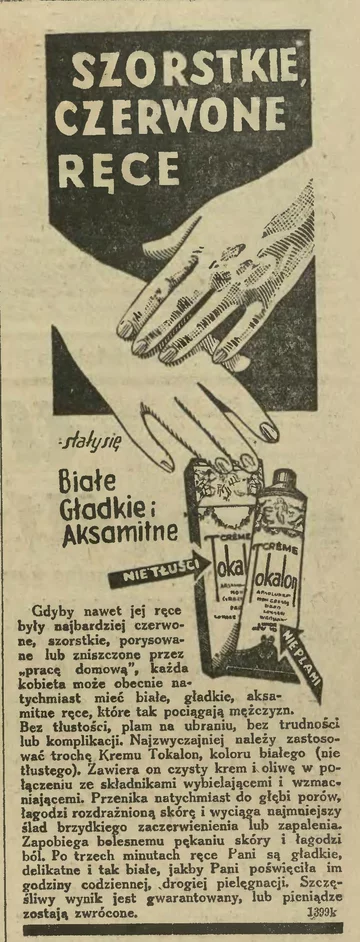 SZORSTKIE,
CZERWONE
RĘCE
-stały się
Białe
Gładkie i
Aksamitne
NIE TŁUŚCI
CRÈME
oka
CRÈME
okalon
NIE PLAMI
Gdyby nawet jej ręce
były najbardziej czerwo-
ne, szorstkie, porysowa-
ne lub zniszczone przez
„pracę domową”, każda
kobieta może obecnie na-
tychmiast mieć białe, gładkie, aksa-
mitne ręce, które tak pociągają mężczyzn.
Bez tłustości, plam na ubraniu, bez trudności
lub komplikacji. Najzwyczajniej należy zastoso-
wać trochę Kremu Tokalon, koloru białego (nie
tłustego). Zawiera on czysty krem i oliwę w po-
łączeniu ze składnikami wybielającemi i wzmac-
niającemi. Przenika natychmiast do głębi porów,
łagodzi rozdrażnioną skórę i wyciąga najmniejszy
ślad brzydkiego zaczerwienienia lub zapalenia.
Zapobiega bolesnemu pękaniu skóry i łagodzi
ból. Po trzech minutach ręce Pani są gładkie,
delikatne i tak białe, jakby Pani poświęciła im
godziny codziennej, drogiej pielęgnacji. Szczę-
śliwy wynik jest gwarantowany, lub pieniądze
zostają zwrócone. 1399k